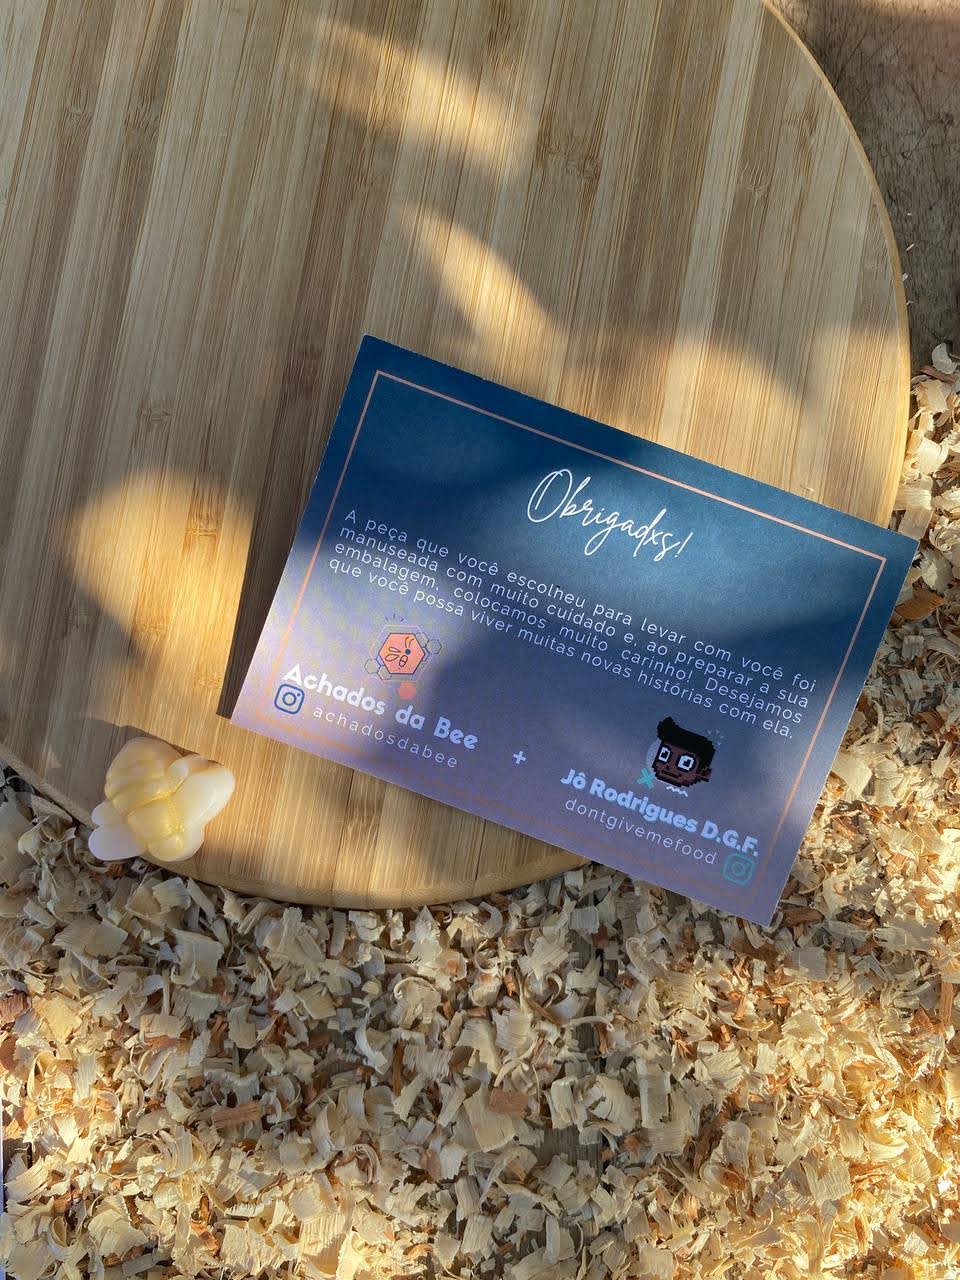 Obrigadxs!
A peça que você escolheu para levar com você foi
manuseada com muito cuidado e, ao preparar a sua
embalagem, colocamos muito carinho! Desejamos
que você possa viver muitas novas histórias com ela.
Achados da Bee
achadosdabee
+
Jô Rodrigues D.G.F.
dontgivemefood